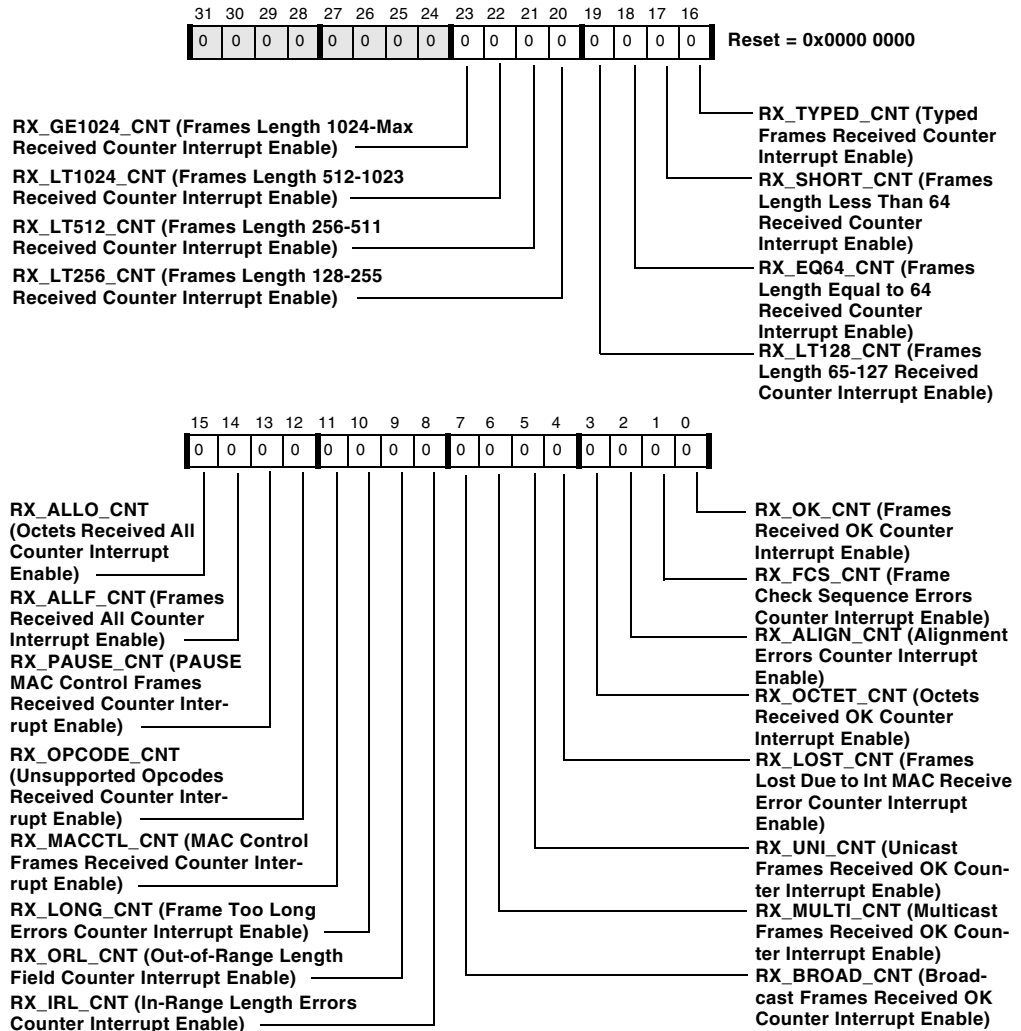 31 30 29 28 27 26 25 24 23 22 21 20 19 18 17 16
0 0 0 0 0 0 0 0 0 0 0 0 0 0 0 0
Reset = 0x0000 0000
RX_GE1024_CNT (Frames Length 1024-Max
Received Counter Interrupt Enable)
RX_LT1024_CNT (Frames Length 512-1023
Received Counter Interrupt Enable)
RX_LT512_CNT (Frames Length 256-511
Received Counter Interrupt Enable)
RX_LT256_CNT (Frames Length 128-255
Received Counter Interrupt Enable)
RX_TYPED_CNT (Typed
Frames Received Counter
Interrupt Enable)
RX_SHORT_CNT (Frames
Length Less Than 64
Received Counter
Interrupt Enable)
RX_EQ64_CNT (Frames
Length Equal to 64
Received Counter
Interrupt Enable)
RX_LT128_CNT (Frames
Length 65-127 Received
Counter Interrupt Enable)
15 14 13 12 11 10 9 8 7 6 5 4 3 2 1 0
0 0 0 0 0 0 0 0 0 0 0 0 0 0 0 0
RX_ALLO_CNT
(Octets Received All
Counter Interrupt
Enable)
RX_ALLF_CNT (Frames
Received All Counter
Interrupt Enable)
RX_PAUSE_CNT (PAUSE
MAC Control Frames
Received Counter Inter-
rupt Enable)
RX_OPCODE_CNT
(Unsupported Opcodes
Received Counter Inter-
rupt Enable)
RX_MACCTL_CNT (MAC Control
Frames Received Counter Inter-
rupt Enable)
RX_LONG_CNT (Frame Too Long
Errors Counter Interrupt Enable)
RX_ORL_CNT (Out-of-Range Length
Field Counter Interrupt Enable)
RX_IRL_CNT (In-Range Length Errors
Counter Interrupt Enable)
RX_OK_CNT (Frames
Received OK Counter
Interrupt Enable)
RX_FCS_CNT (Frame
Check Sequence Errors
Counter Interrupt Enable)
RX_ALIGN_CNT (Alignment
Errors Counter Interrupt
Enable)
RX_OCTET_CNT (Octets
Received OK Counter
Interrupt Enable)
RX_LOST_CNT (Frames
Lost Due to Int MAC Receive
Error Counter Interrupt
Enable)
RX_UNI_CNT (Unicast
Frames Received OK Coun-
ter Interrupt Enable)
RX_MULTI_CNT (Multicast
Frames Received OK Coun-
ter Interrupt Enable)
RX_BROAD_CNT (Broad-
cast Frames Received OK
Counter Interrupt Enable)